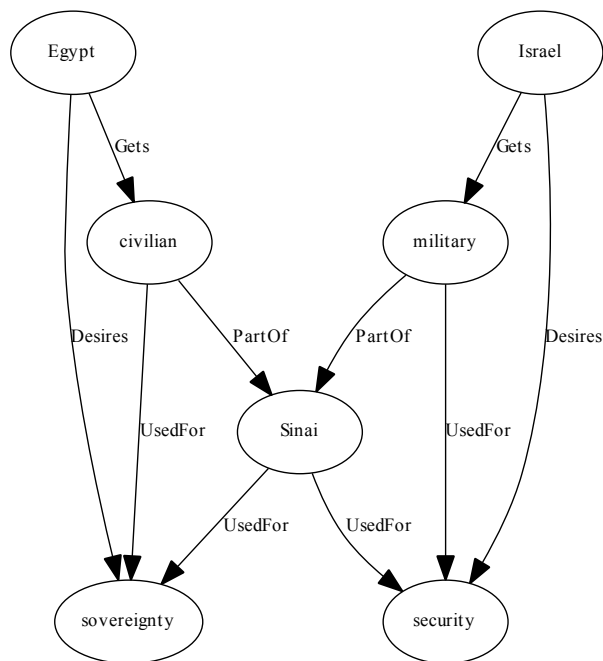 Egypt
Israel
Gets
Gets
civilian
military
Desires
PartOf
PartOf
Desires
UsedFor
Sinai
UsedFor
UsedFor
UsedFor
sovereignty
security